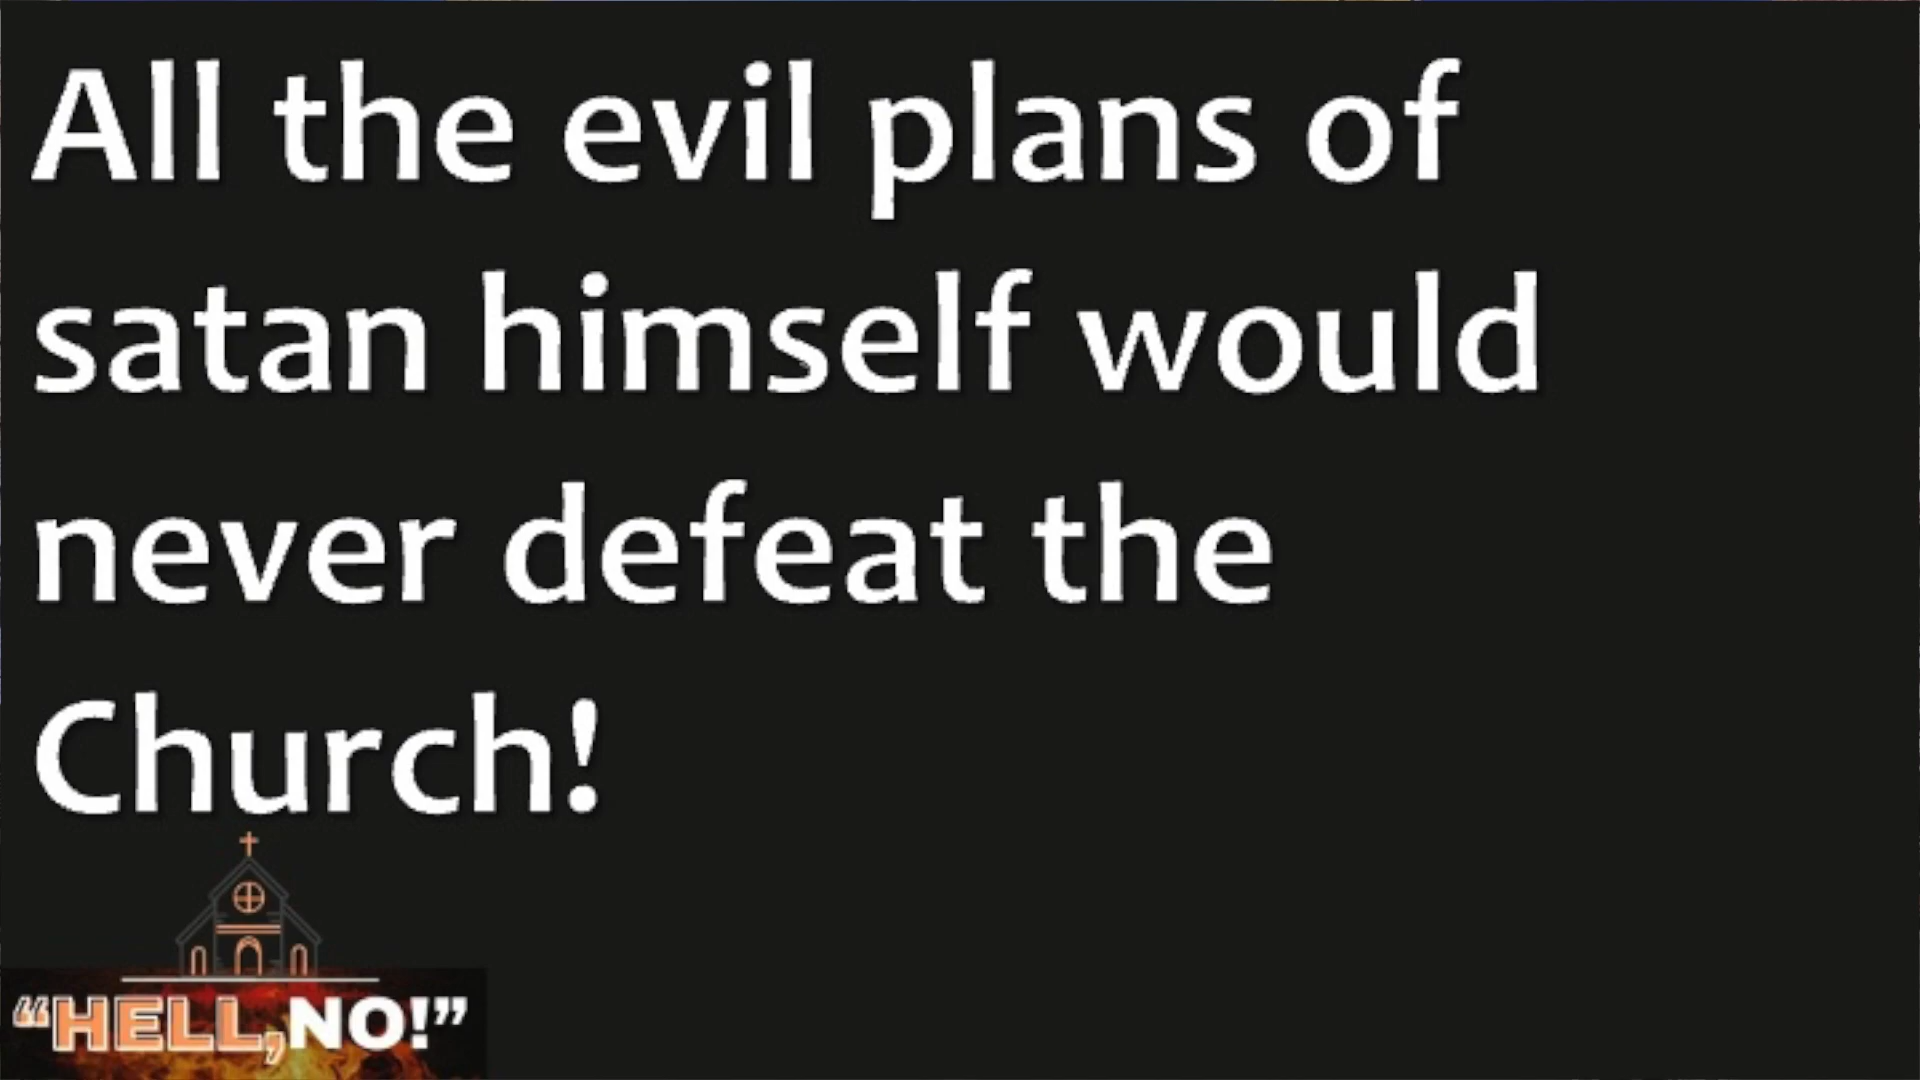 All the evil plans of
satan himself would
never defeat the
Church!
“HELL, NO!”